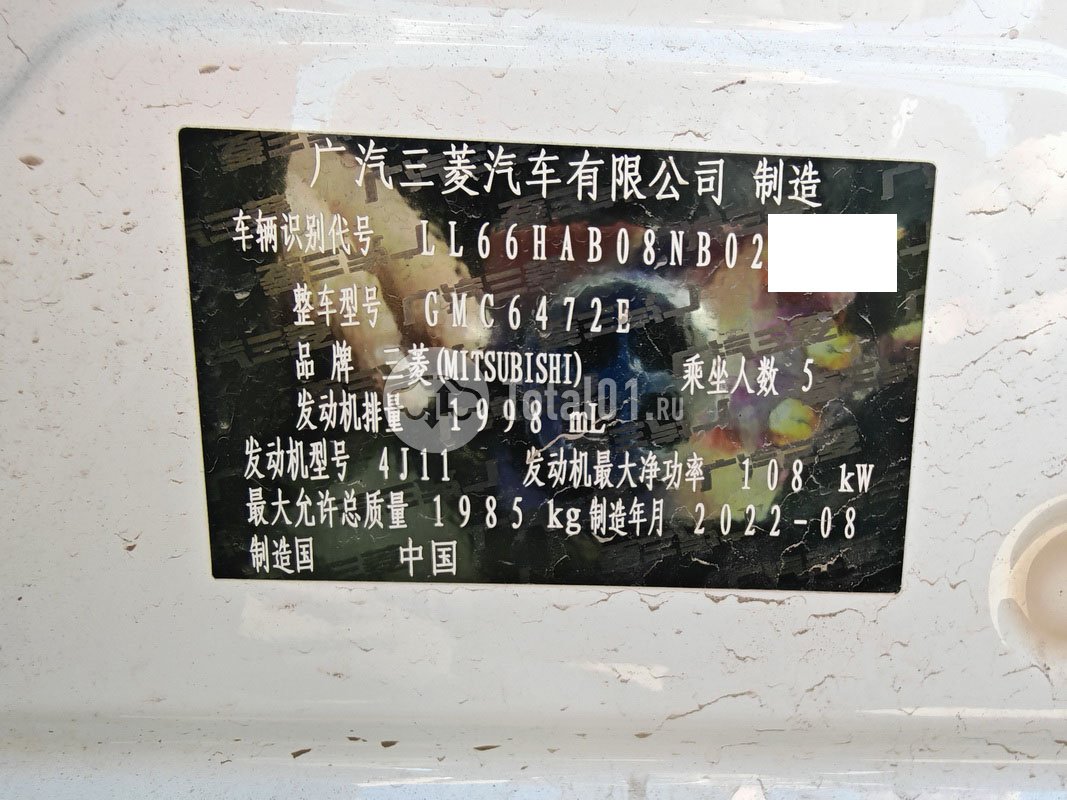 广汽三菱汽车有限公司 制造
车辆识别代号 LL66HAB08NB02
整车型号 GMC6472E
品牌 三菱(MITSUBISHI) 乘坐人数 5
发动机排量 1998 mL
Total01.RU
发动机型号 4J11 发动机最大净功率 108 kW
最大允许总质量 1985 kg 制造年月 2022-08
制造国 中国